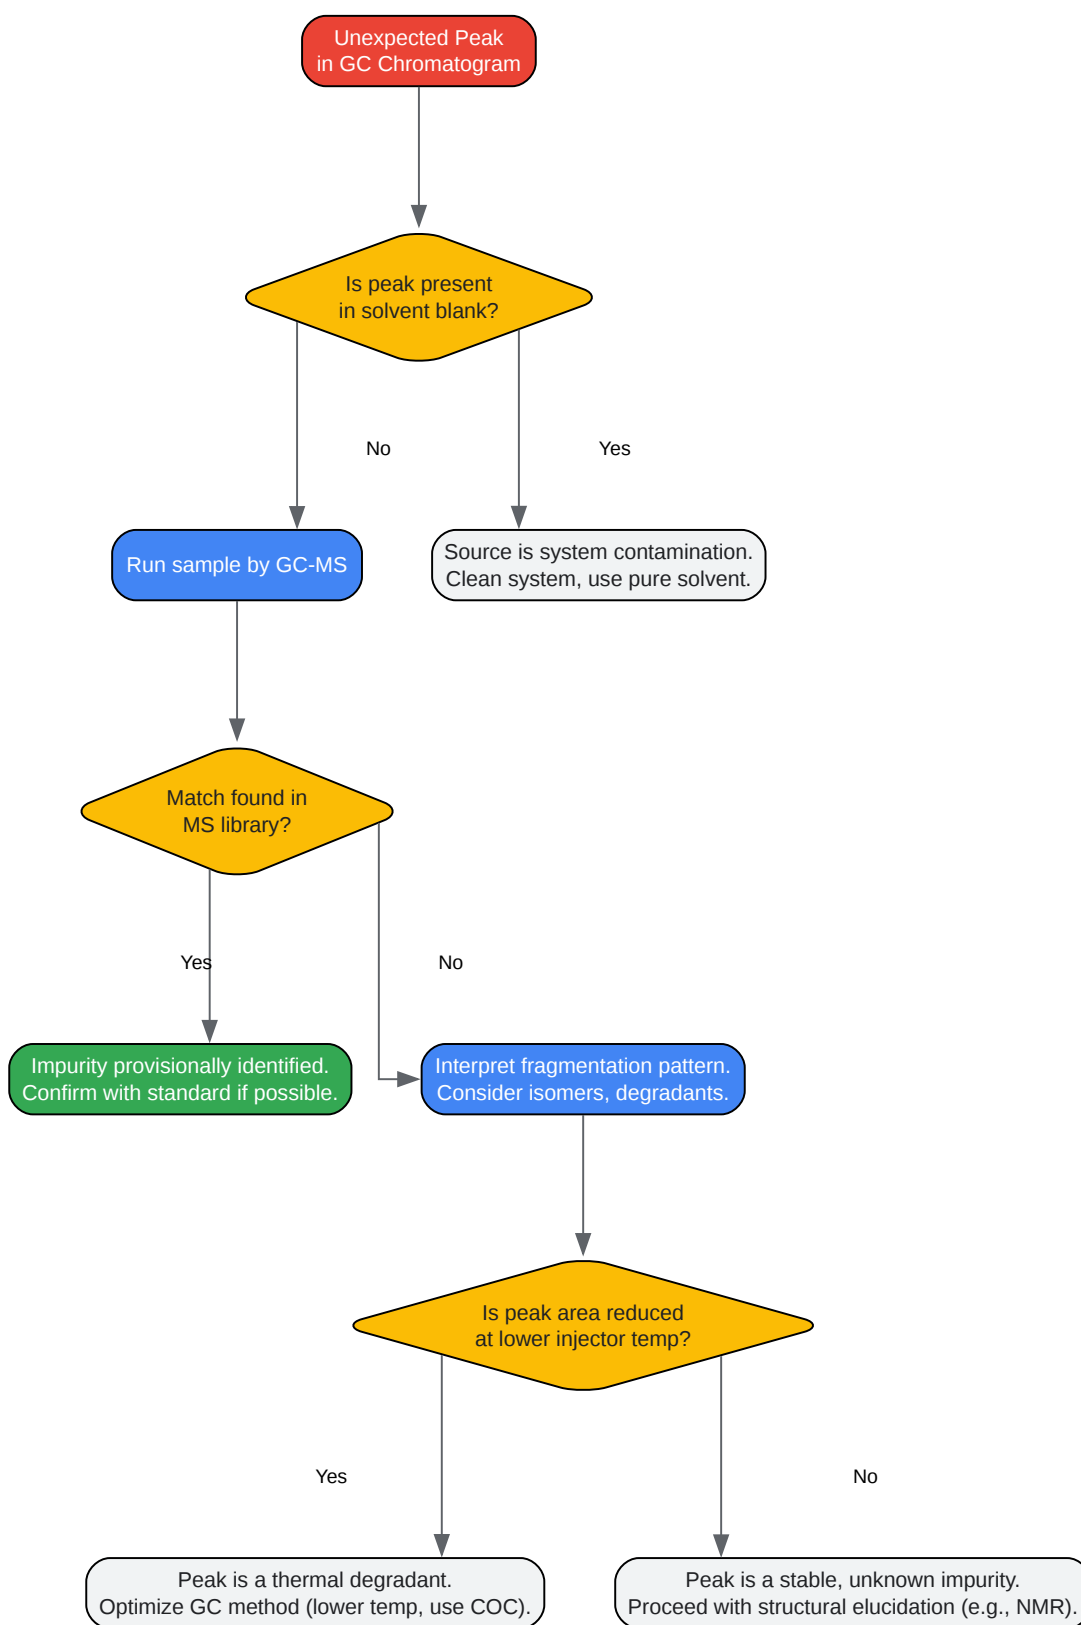 Unexpected Peak
in GC Chromatogram
Is peak present
in solvent blank?
No
Yes
Run sample by GC-MS
Source is system contamination.
Clean system, use pure solvent.
Match found in
MS library?
Yes
No
Impurity provisionally identified.
Confirm with standard if possible.
Interpret fragmentation pattern.
Consider isomers, degradants.
Is peak area reduced
at lower injector temp?
Yes
No
Peak is a thermal degradant.
Optimize GC method (lower temp, use COC).
Peak is a stable, unknown impurity.
Proceed with structural elucidation (e.g., NMR).